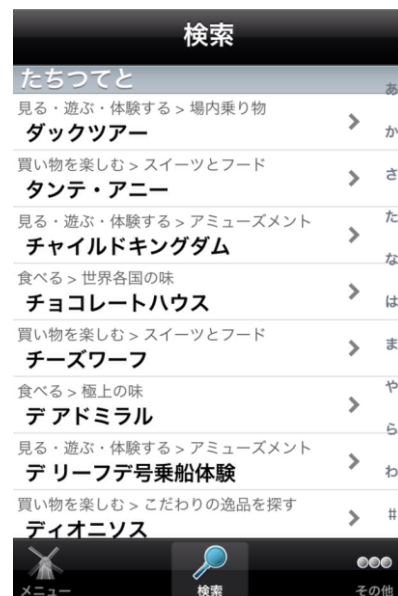 検索
たちつてと
見る・遊ぶ・体験する > 場内乗り物
ダックツアー
買い物を楽しむ > スイーツとフード
タンテ・アニー
見る・遊ぶ・体験する > アミューズメント
チャイルドキングダム
食べる > 世界各国の味
チョコレートハウス
買い物を楽しむ > スイーツとフード
チーズワーフ
食べる > 極上の味
デ アドミラル
見る・遊ぶ・体験する > アミューズメント
デ リーフデ号乗船体験
買い物を楽しむ > こだわりの逸品を探す
ディオニソス
あ
か
さ
た
な
は
ま
や
ら
わ
#
メニュー
検索
その他